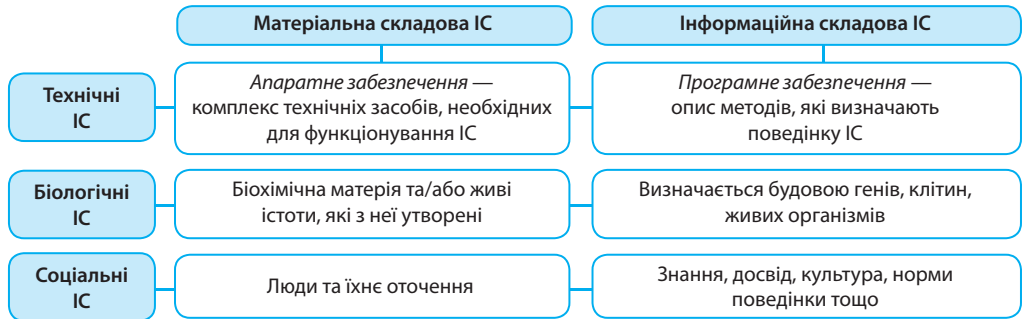 Матеріальна складова ІС
Інформаційна складова ІС
Технічні
ІС
Апаратне забезпечення —
комплекс технічніх засобів, необхідних
для функціонування ІС
Програмне забезпечення —
опис методів, які визначають
поведінку ІС
Біологічні
ІС
Біохімічна матерія та/або живі
істоти, які з неї утворені
Визначається будовою генів, клітин,
живих організмів
Соціальні
ІС
Люди та їхнє оточення
Знання, досвід, культура, норми
поведінки тощо